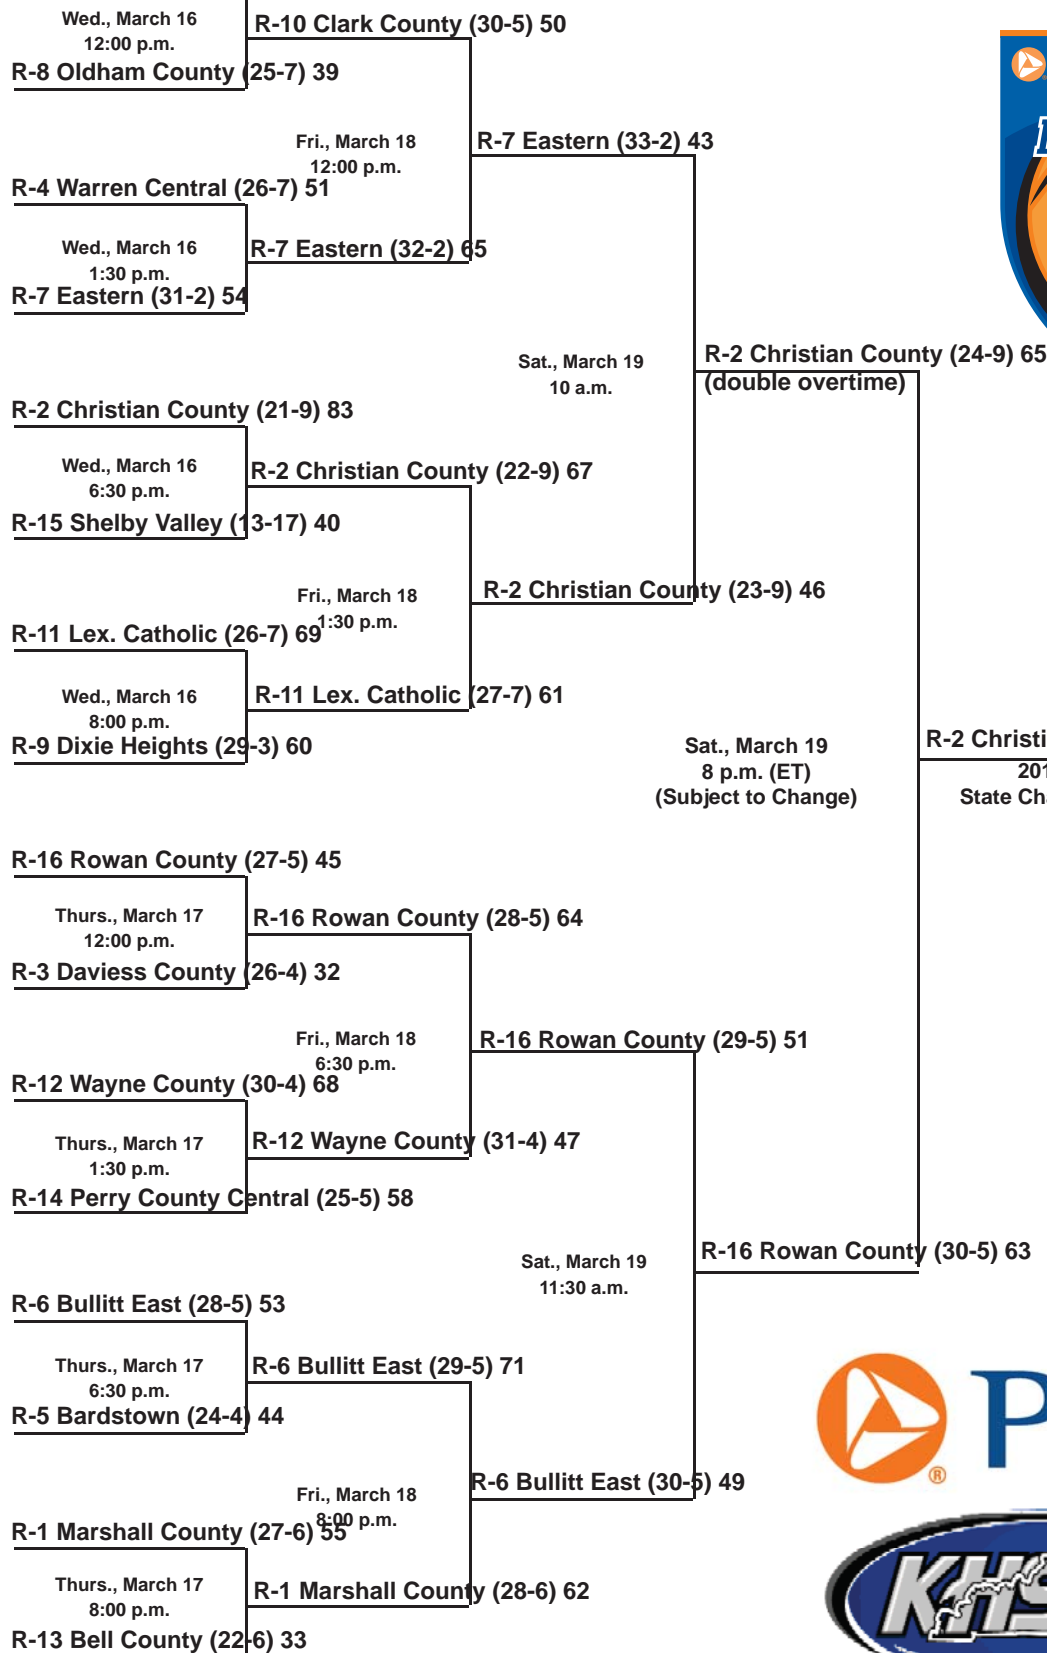 Wed., March 16
12:00 p.m.
R-10 Clark County (30-5) 50
R-8 Oldham County (25-7) 39
Fri., March 18
12:00 p.m.
R-7 Eastern (33-2) 43
R-4 Warren Central (26-7) 51
Wed., March 16
1:30 p.m.
R-7 Eastern (32-2) 65
R-7 Eastern (31-2) 54
Sat., March 19
10 a.m.
R-2 Christian County (24-9) 65
(double overtime)
R-2 Christian County (21-9) 83
Wed., March 16
6:30 p.m.
R-2 Christian County (22-9) 67
R-15 Shelby Valley (13-17) 40
Fri., March 18
1:30 p.m.
R-2 Christian County (23-9) 46
R-11 Lex. Catholic (26-7) 69
Wed., March 16
8:00 p.m.
R-11 Lex. Catholic (27-7) 61
R-9 Dixie Heights (29-3) 60
Sat., March 19
8 p.m. (ET)
(Subject to Change)
R-2 Christi
201
State Ch
R-16 Rowan County (27-5) 45
Thurs., March 17
12:00 p.m.
R-16 Rowan County (28-5) 64
R-3 Daviess County (26-4) 32
Fri., March 18
6:30 p.m.
R-16 Rowan County (29-5) 51
R-12 Wayne County (30-4) 68
Thurs., March 17
1:30 p.m.
R-12 Wayne County (31-4) 47
R-14 Perry County Central (25-5) 58
Sat., March 19
11:30 a.m.
R-16 Rowan County (30-5) 63
R-6 Bullitt East (28-5) 53
Thurs., March 17
6:30 p.m.
R-6 Bullitt East (29-5) 71
R-5 Bardstown (24-4) 44
P
Fri., March 18
8:00 p.m.
R-6 Bullitt East (30-5) 49
R-1 Marshall County (27-6) 55
Thurs., March 17
8:00 p.m.
R-1 Marshall County (28-6) 62
R-13 Bell County (22-6) 33
KHS